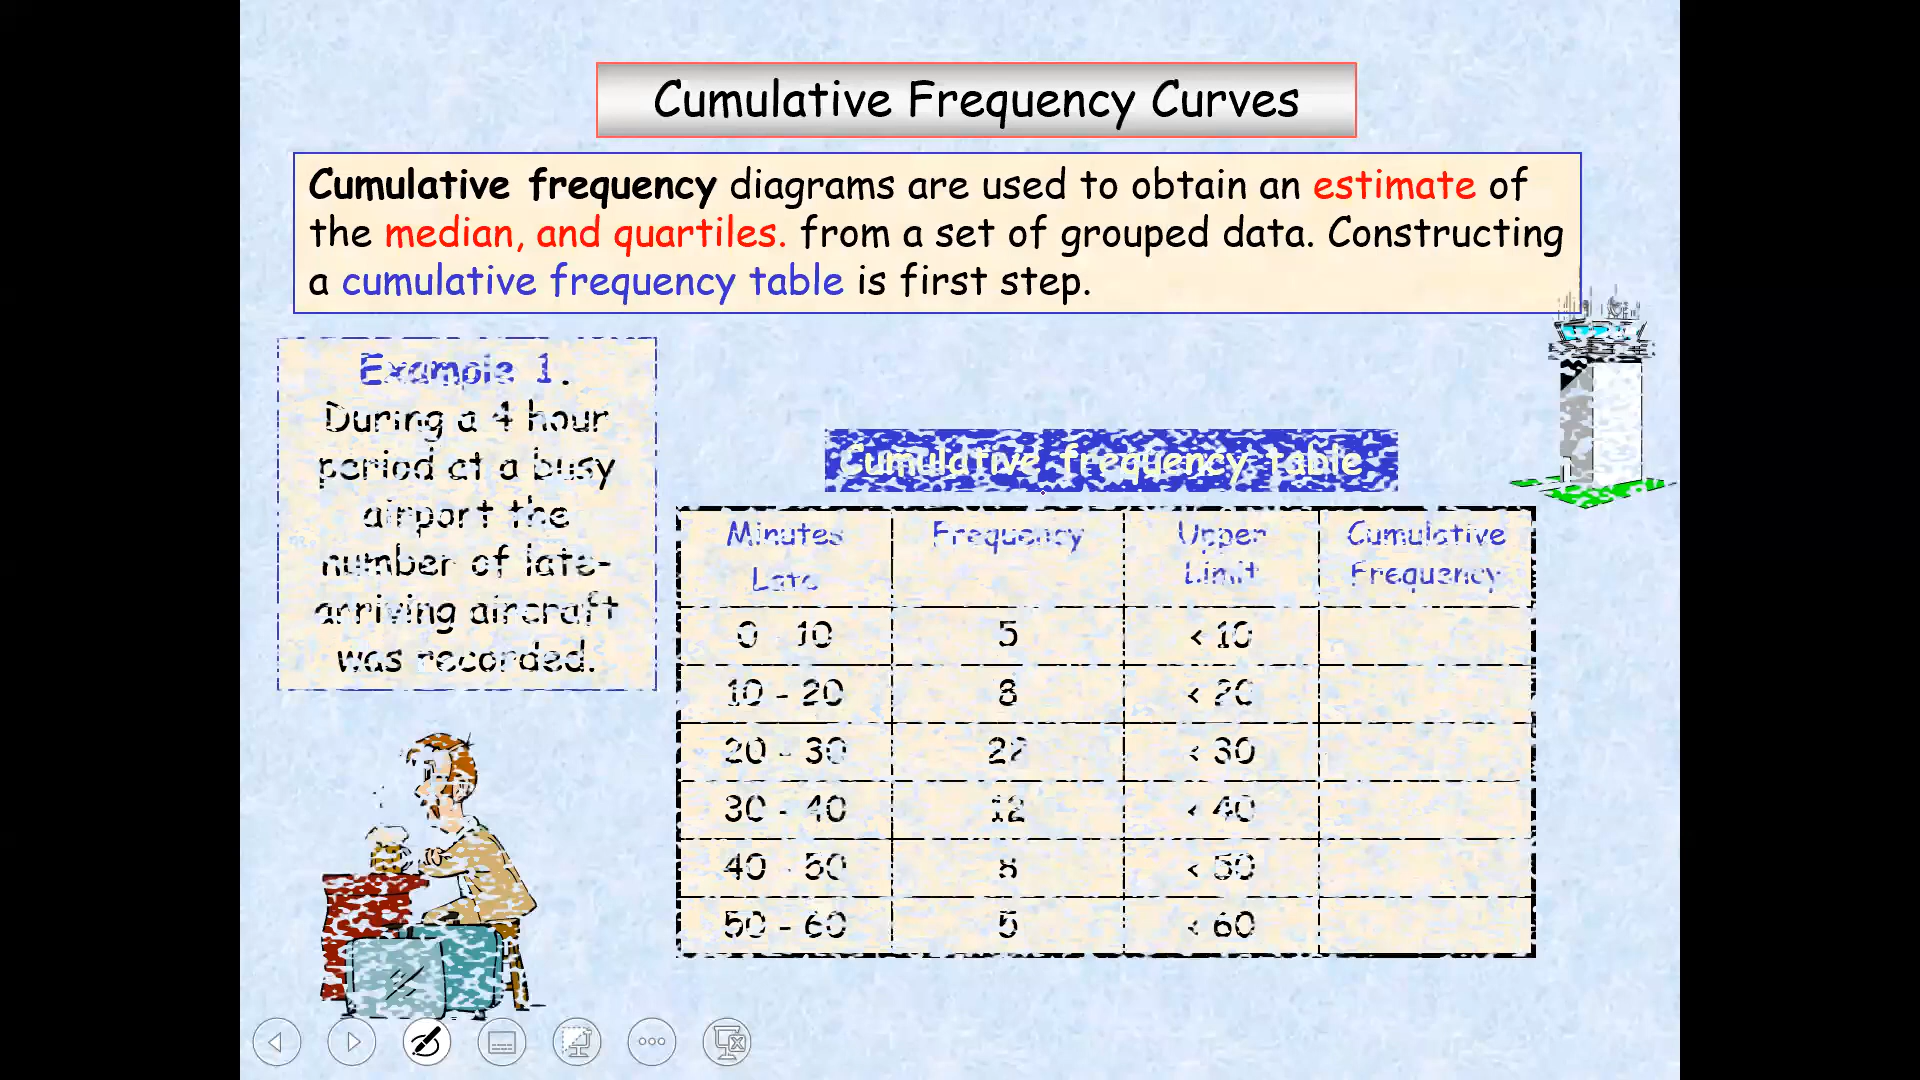 Cumulative Frequency Curves
Cumulative frequency diagrams are used to obtain an estimate of
the median, and quartiles. from a set of grouped data. Constructing
a cumulative frequency table is first step.
Example 1.
During a 4 hour
period at a busy
airport the
number of late-
arriving aircraft
was recorded.
Cumulative frequency table
Minutes Late Frequency Upper Limit Cumulative Frequency
0 - 10 5 < 10
10 - 20 8 < 20
20 - 30 22 < 30
30 - 40 12 < 40
40 - 50 8 < 50
50 - 60 5 < 60